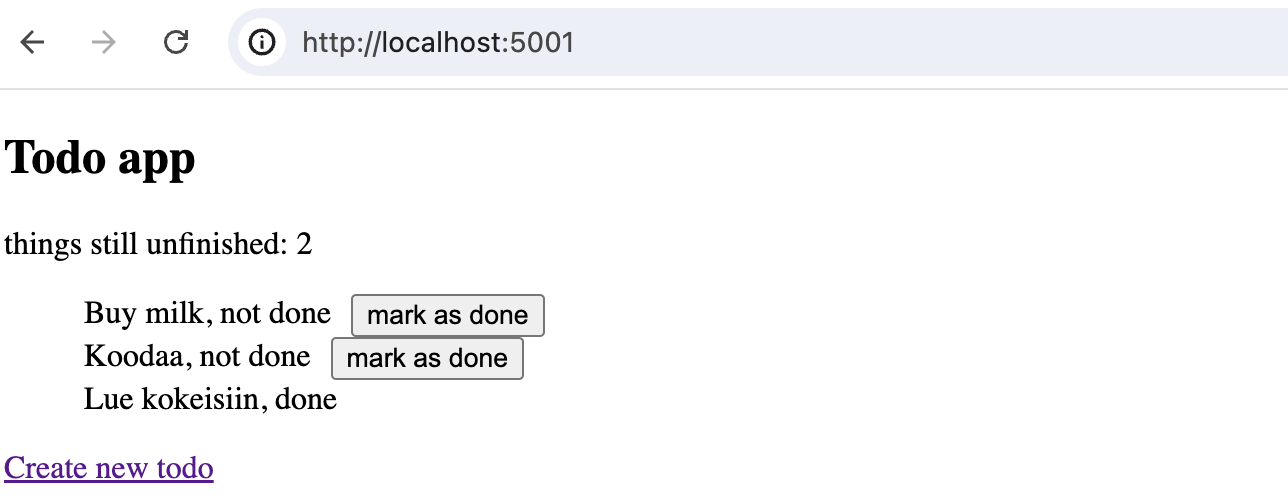 http://localhost:5001
Todo app
things still unfinished: 2
Buy milk, not done mark as done
Koodaa, not done mark as done
Lue kokeisiin, done
Create new todo